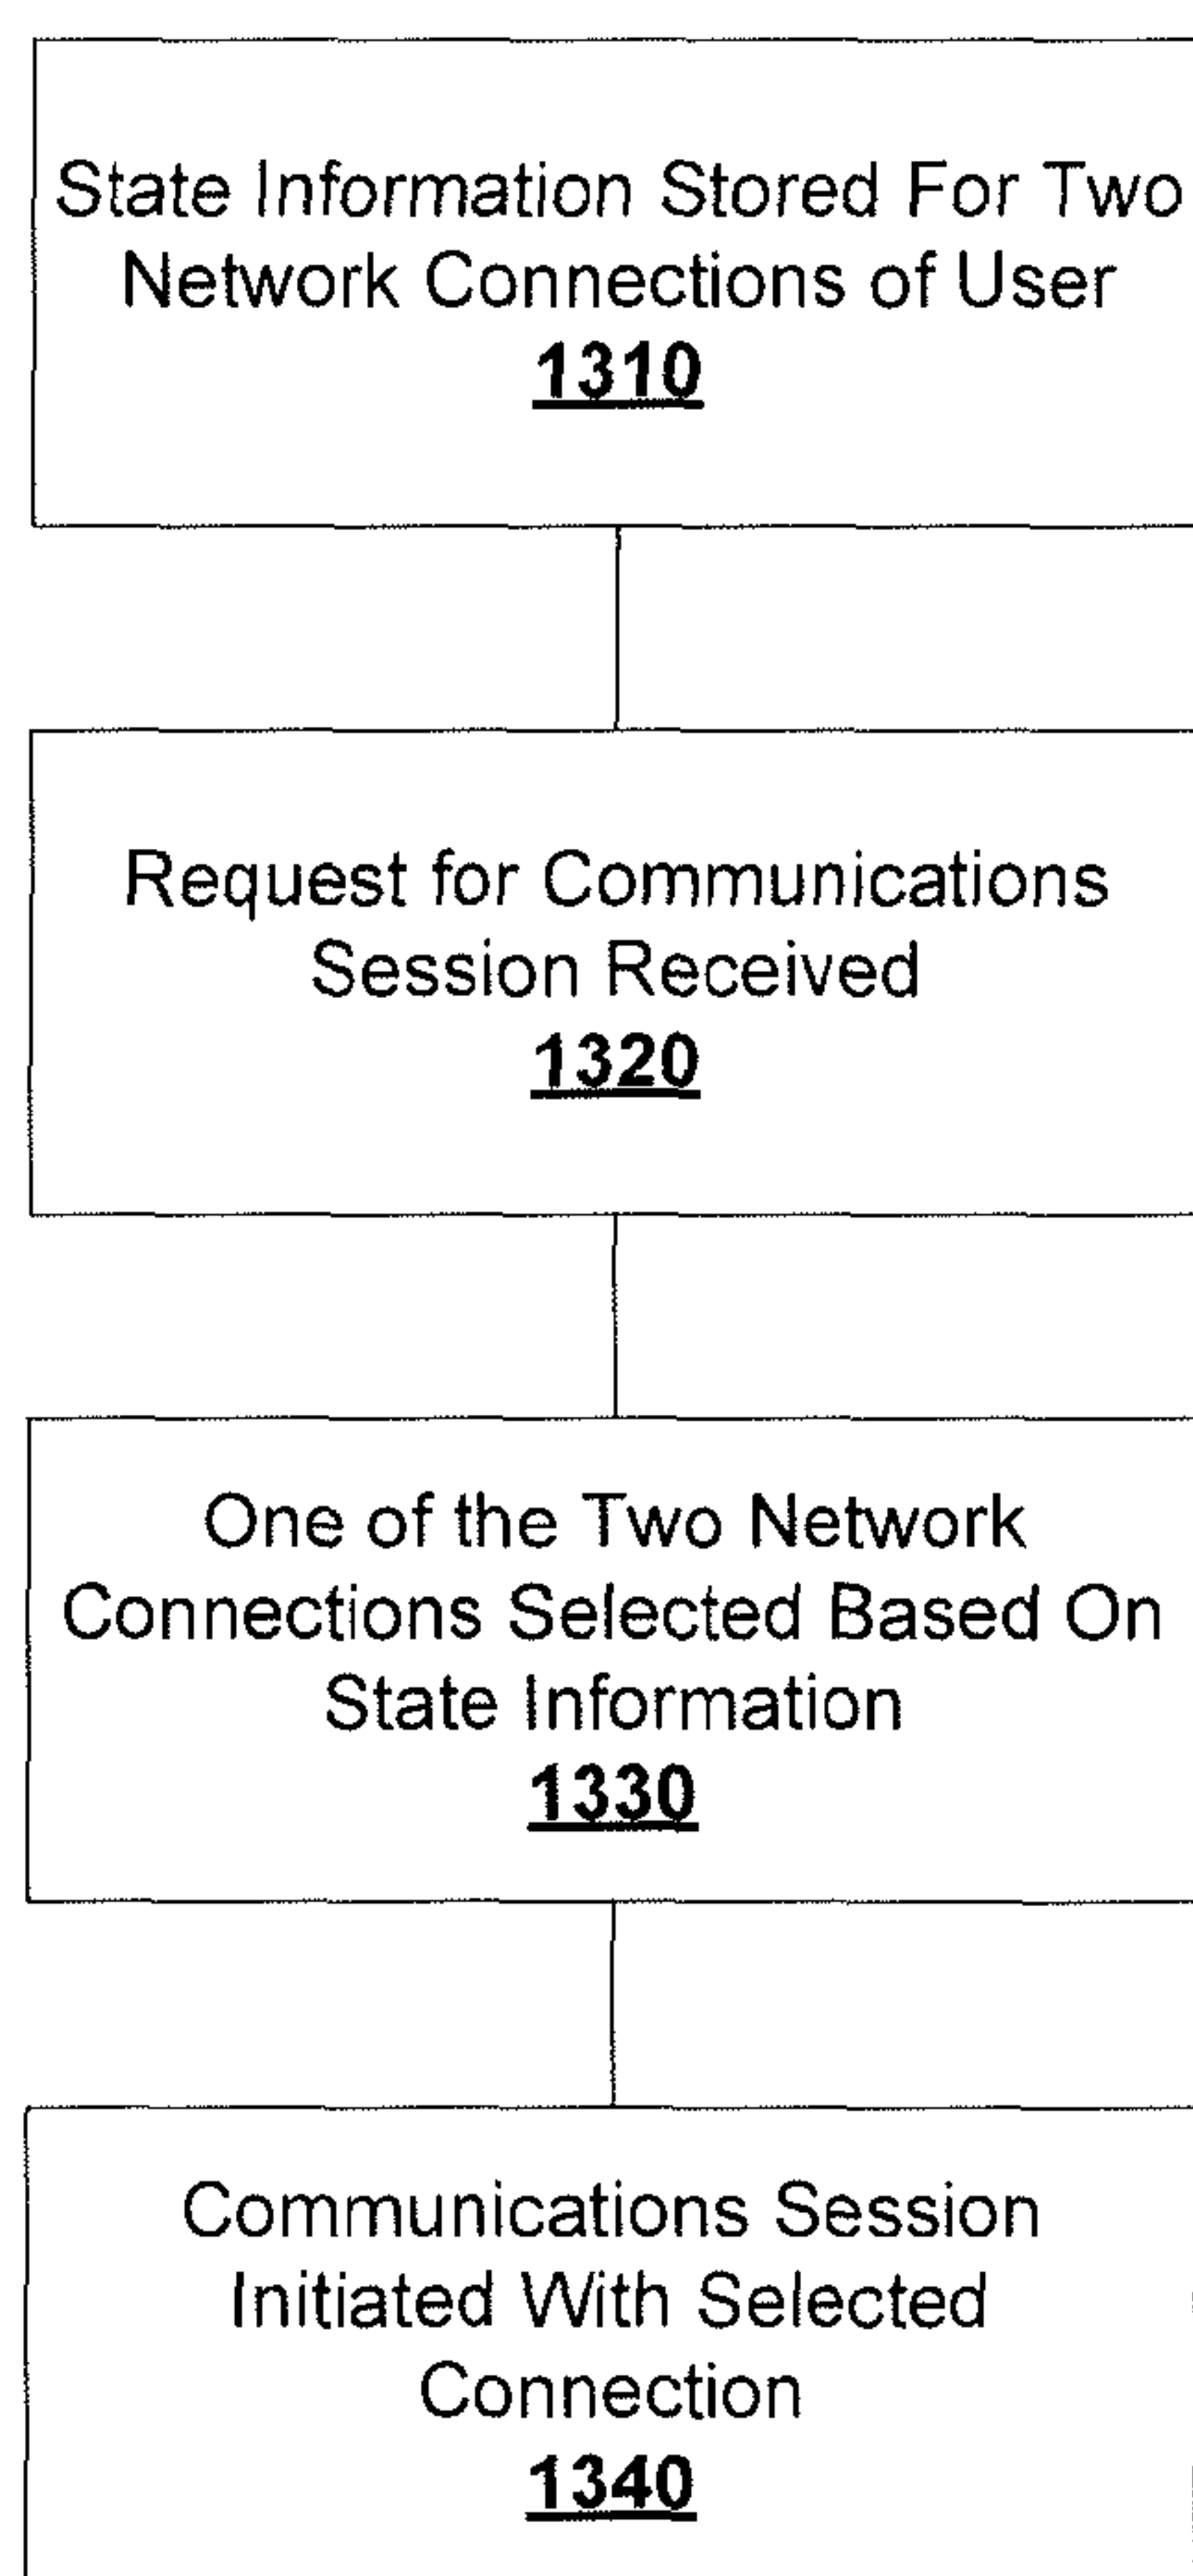 State Information Stored For Two
Network Connections of User
1310
Request for Communications
Session Received
1320
One of the Two Network
Connections Selected Based On
State Information
1330
Communications Session
Initiated With Selected
Connection
1340